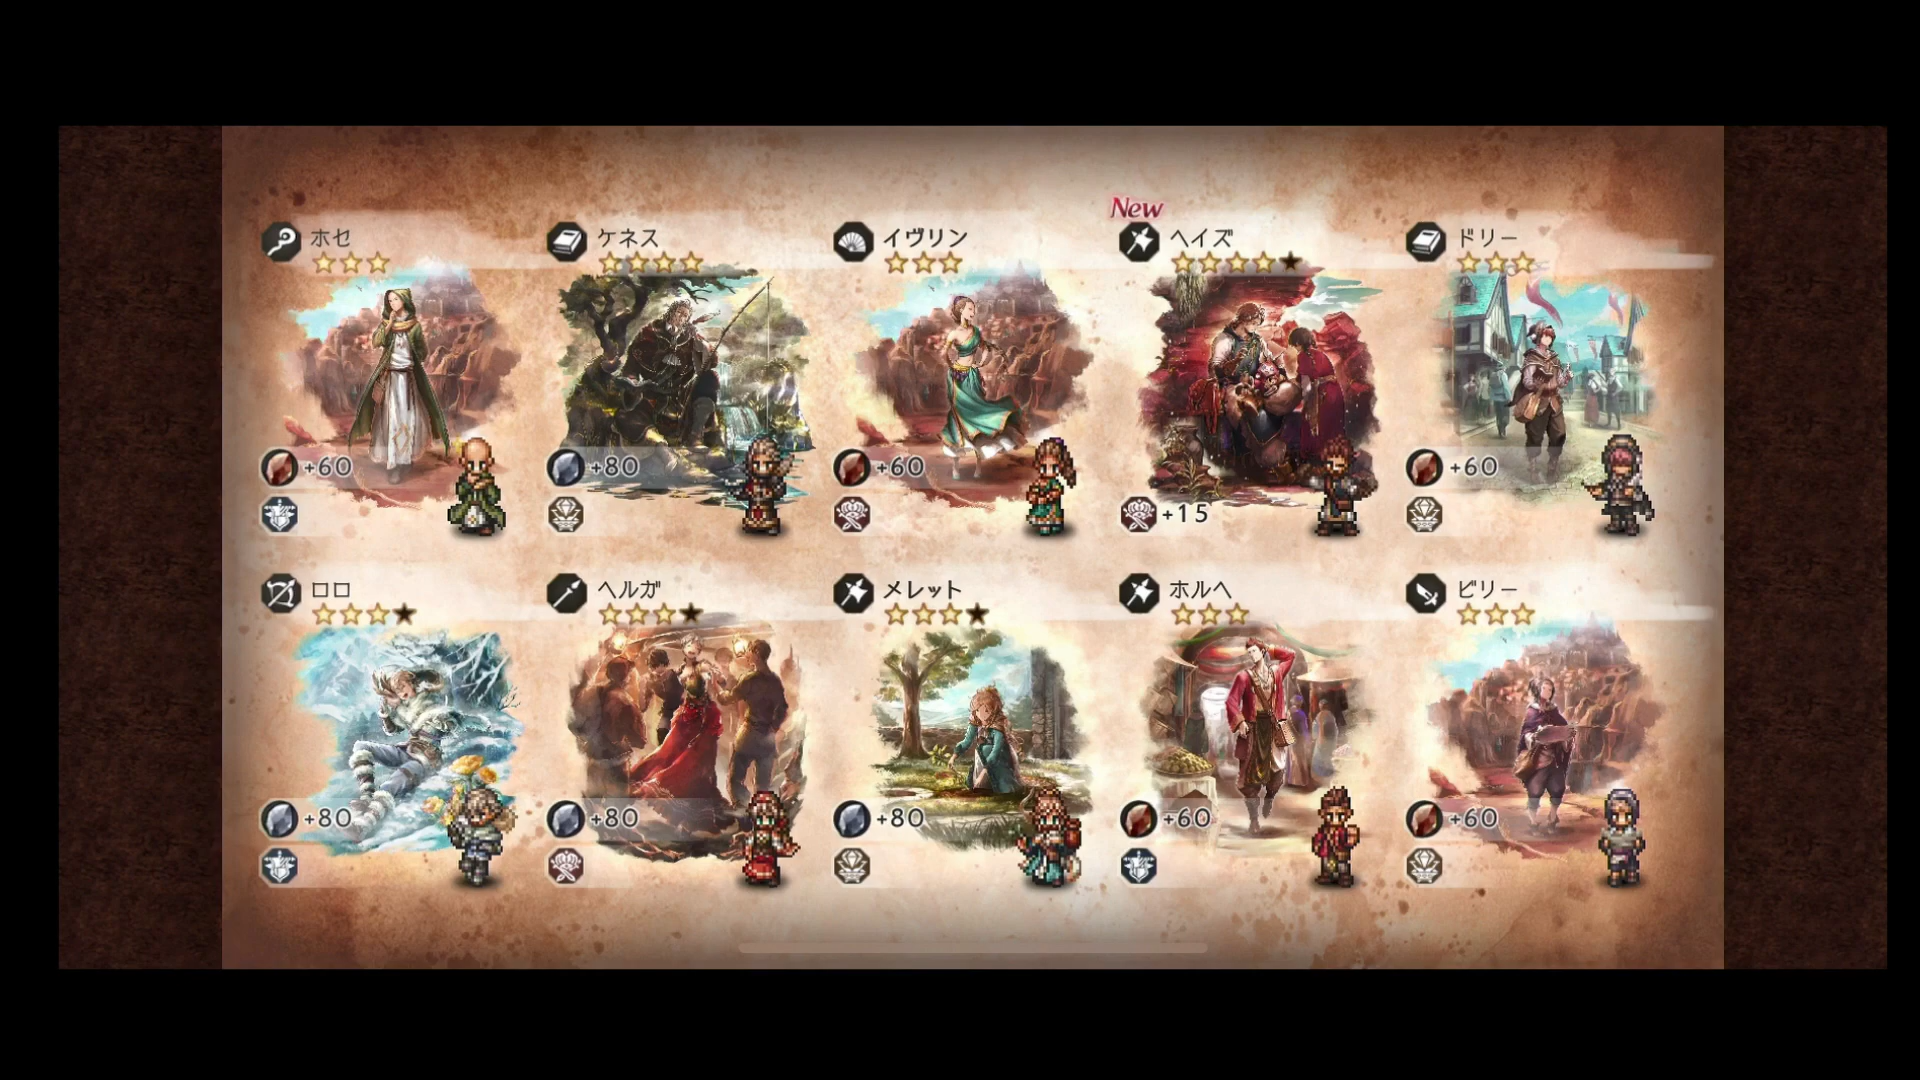 ホセ
+60
ケネス
+80
イヴリン
+60
New
ヘイズ
+15
ドリー
+60
ロロ
+80
ヘルガ
+80
メレット
+80
ホルヘ
+60
ビリー
+60